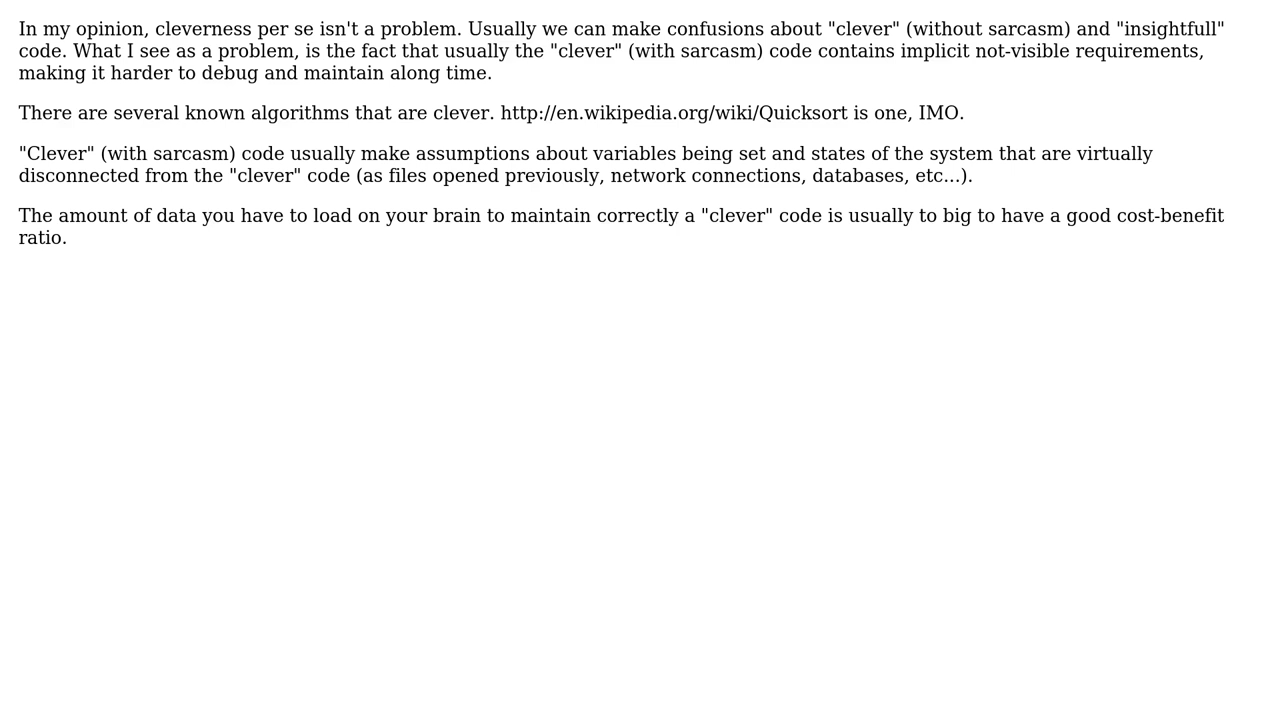 In my opinion, cleverness per se isn't a problem. Usually we can make confusions about "clever" (without sarcasm) and "insightfull"
code. What I see as a problem, is the fact that usually the "clever" (with sarcasm) code contains implicit not-visible requirements,
making it harder to debug and maintain along time.
There are several known algorithms that are clever. http://en.wikipedia.org/wiki/Quicksort is one, IMO.
"Clever" (with sarcasm) code usually make assumptions about variables being set and states of the system that are virtually
disconnected from the "clever" code (as files opened previously, network connections, databases, etc...).
The amount of data you have to load on your brain to maintain correctly a "clever" code is usually to big to have a good cost-benefit
ratio.